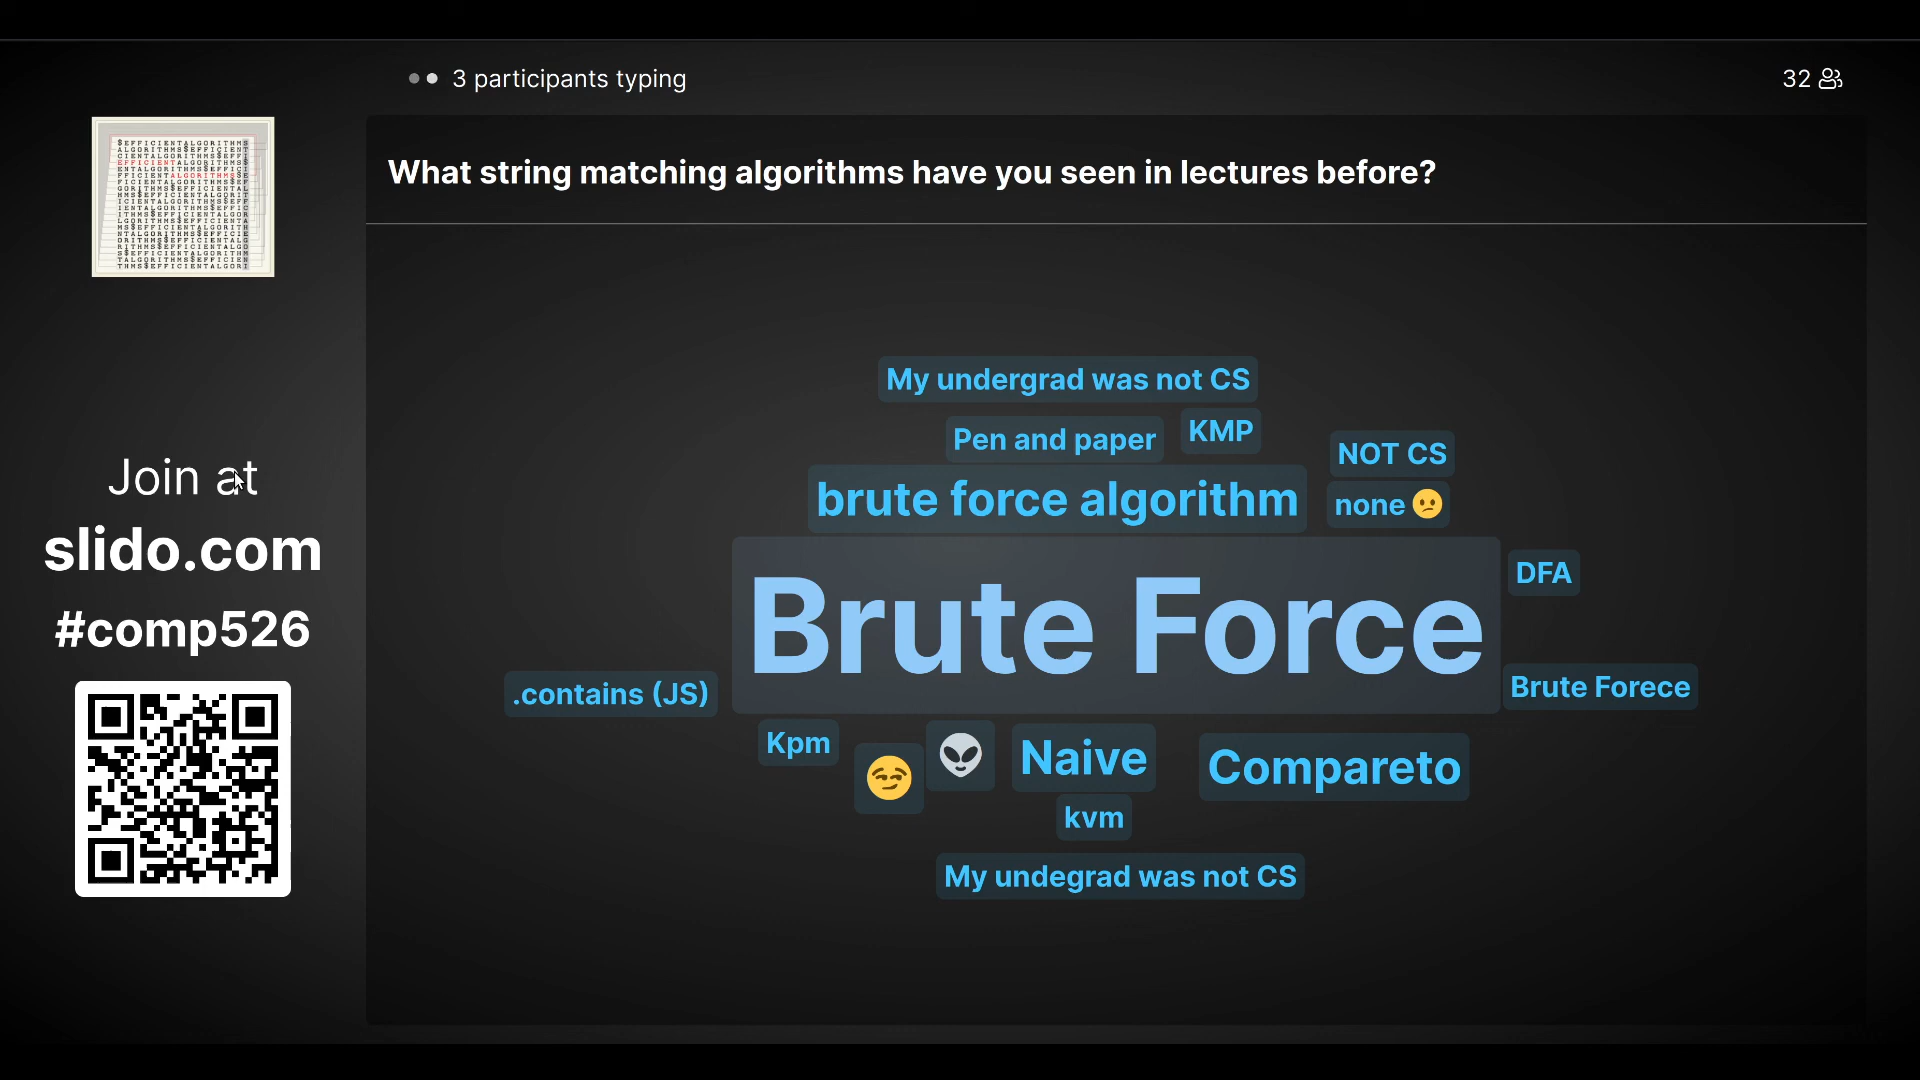 3 participants typing
32
What string matching algorithms have you seen in lectures before?
Join at
slido.com
#comp526
My undergrad was not CS
Pen and paper
KMP
NOT CS
brute force algorithm
none 😕
DFA
Brute Force
.contains (JS)
Brute Forece
Kpm
😏
👽
Naive
Compareto
kvm
My undegrad was not CS